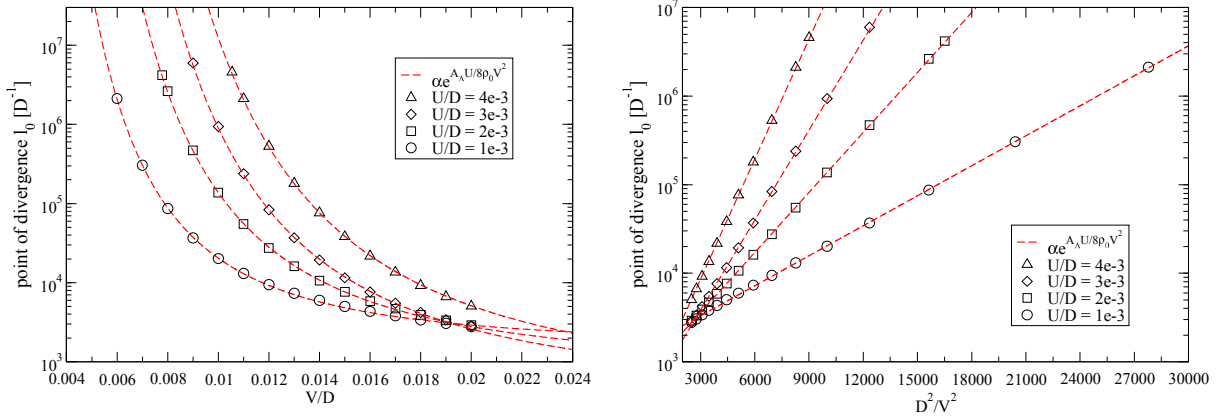 10^7
10^6
10^5
10^4
10^3
point of divergence l_0 [D^-1]
αe^{A_Λ U/8ρ_0 V^2}
U/D = 4e-3
U/D = 3e-3
U/D = 2e-3
U/D = 1e-3
0.004 0.006 0.008 0.010 0.012 0.014 0.016 0.018 0.020 0.022 0.024
V/D
10^7
10^6
10^5
10^4
10^3
point of divergence l_0 [D^-1]
αe^{A_Λ U/8ρ_0 V^2}
U/D = 4e-3
U/D = 3e-3
U/D = 2e-3
U/D = 1e-3
3000 6000 9000 12000 15000 18000 21000 24000 27000 30000
D^2/V^2